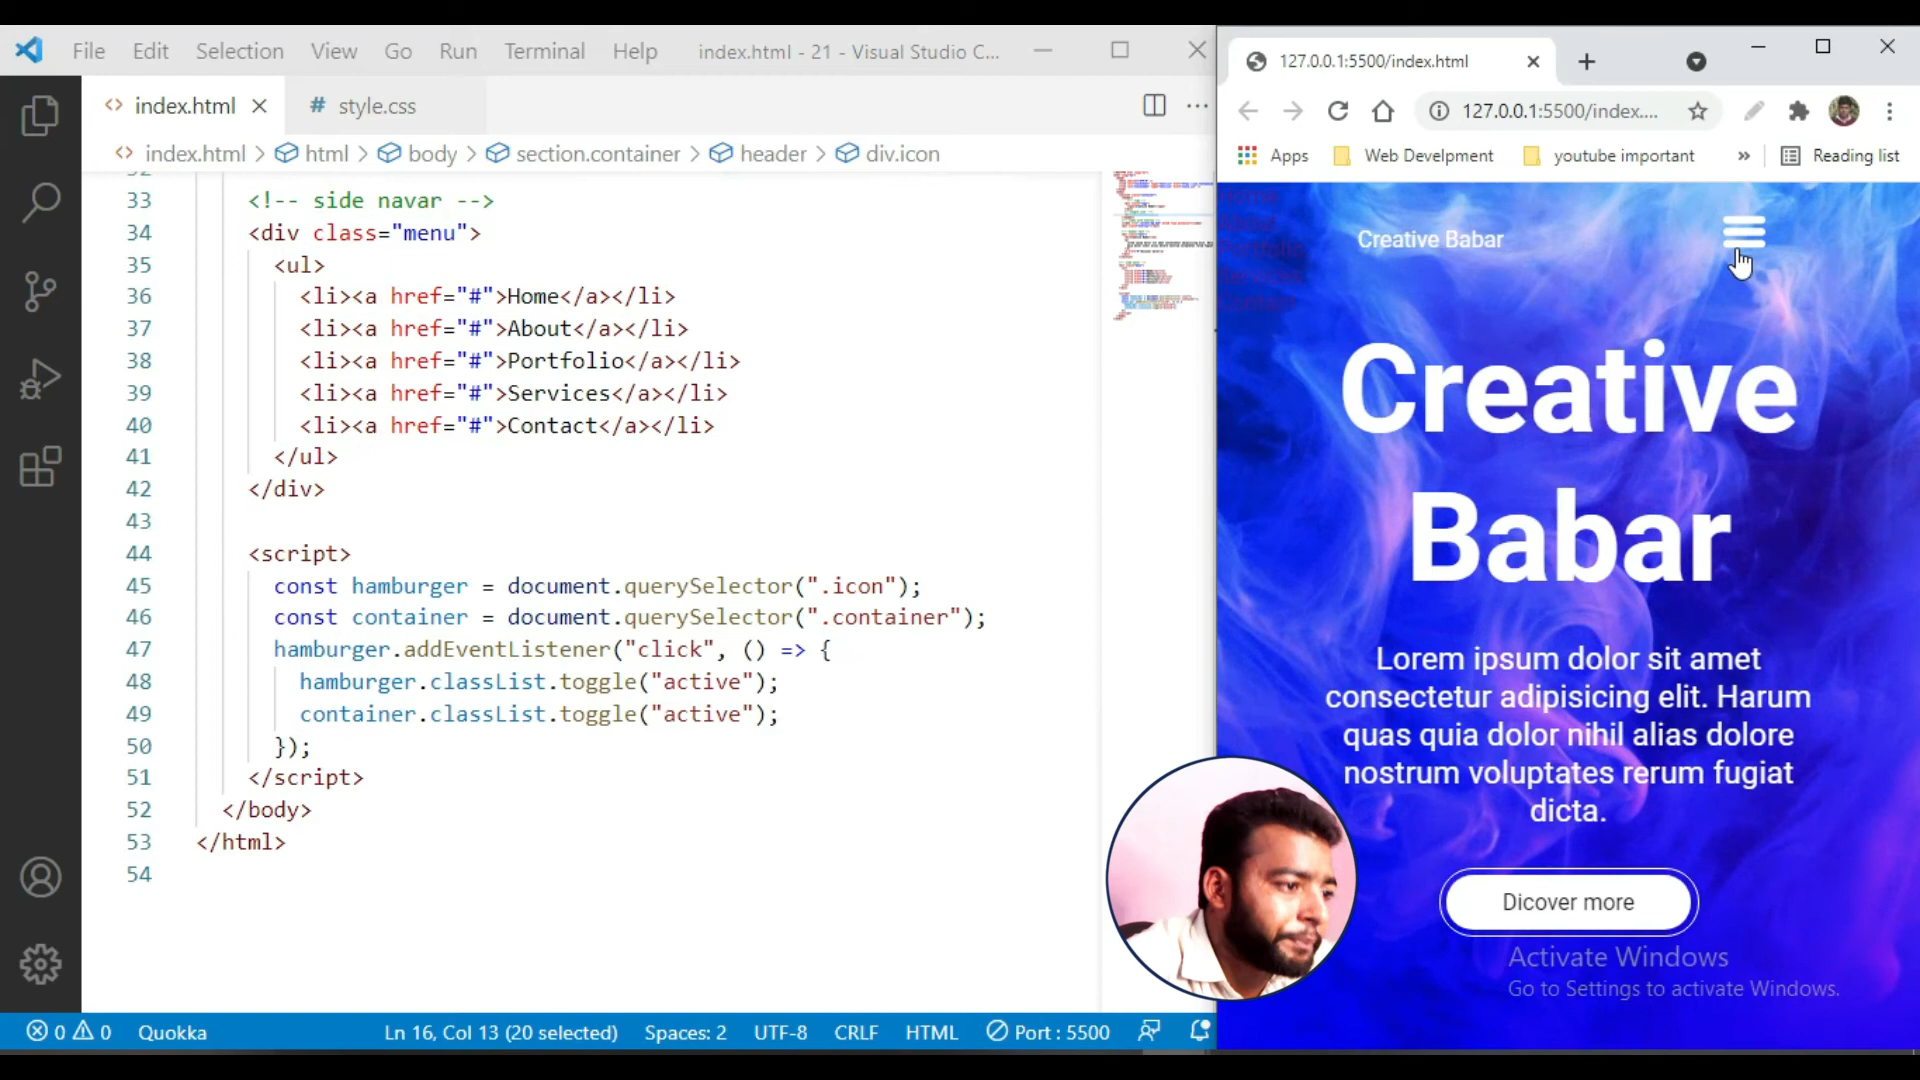 File Edit Selection View Go Run Terminal Help index.html - 21 - Visual Studio C...
index.html style.css
index.html > html > body > section.container > header > div.icon
33 <!-- side navar -->
34 <div class="menu">
35 <ul>
36 <li><a href="#">Home</a></li>
37 <li><a href="#">About</a></li>
38 <li><a href="#">Portfolio</a></li>
39 <li><a href="#">Services</a></li>
40 <li><a href="#">Contact</a></li>
41 </ul>
42 </div>
43
44 <script>
45 const hamburger = document.querySelector(".icon");
46 const container = document.querySelector(".container");
47 hamburger.addEventListener("click", () => {
48 hamburger.classList.toggle("active");
49 container.classList.toggle("active");
50 });
51 </script>
52 </body>
53 </html>
54
0 0 Quokka Ln 16, Col 13 (20 selected) Spaces: 2 UTF-8 CRLF HTML Port : 5500
127.0.0.1:5500/index.html
127.0.0.1:5500/index....
Apps Web Develpment youtube important » Reading list
Home
About
Portfolio
Services
Contact
Creative Babar
Creative
Babar
Lorem ipsum dolor sit amet
consectetur adipisicing elit. Harum
quas quia dolor nihil alias dolore
nostrum voluptates rerum fugiat
dicta.
Dicover more
Activate Windows
Go to Settings to activate Windows.